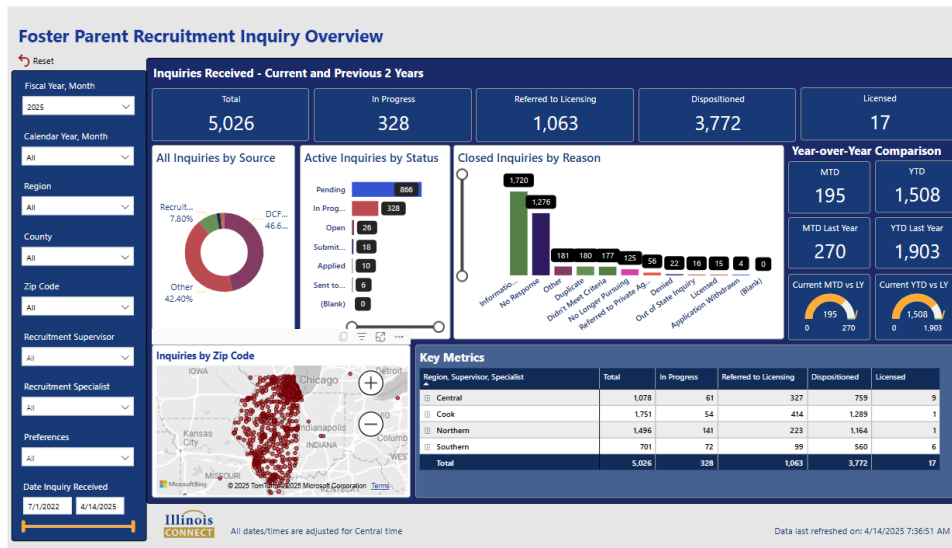 Foster Parent Recruitment Inquiry Overview
Reset
Fiscal Year, Month
2025
Calendar Year, Month
All
Region
All
County
All
Zip Code
All
Recruitment Supervisor
All
Recruitment Specialist
All
Preferences
All
Date Inquiry Received
7/1/2022 4/14/2025
Inquiries Received - Current and Previous 2 Years
Total
5,026
In Progress
328
Referred to Licensing
1,063
Dispositioned
3,772
Licensed
17
All Inquiries by Source
Recruit...
7.80%
DCF...
46.6...
Other
42.40%
Active Inquiries by Status
Pending 866
In Prog... 328
Open 26
Submit... 18
Applied 10
Sent to... 6
(Blank) 0
Closed Inquiries by Reason
1,720 1,276 181 180 177 125 56 22 16 15 4 0
Informatio...
No Response
Other
Duplicate
Didn't Meet Criteria
No Longer Pursuing
Referred to Private Ag...
Denied
Out of State Inquiry
Licensed
Application Withdrawn
(Blank)
Year-over-Year Comparison
MTD
195
YTD
1,508
MTD Last Year
270
YTD Last Year
1,903
Current MTD vs LY
195
0 270
Current YTD vs LY
1,508
0 1,903
Inquiries by Zip Code
IOWA
Chicago
Détroit
Kansas
City
Indianapolis
INDIANA
Columb
MISSOURI
KENTUCKY
WES
Microsoft Bing
© 2025 TomTom, © 2025 Microsoft Corporation Terms
Key Metrics
Region, Supervisor, Specialist Total In Progress Referred to Licensing Dispositioned Licensed
Central 1,078 61 327 759 9
Cook 1,751 54 414 1,289 1
Northern 1,496 141 223 1,164 1
Southern 701 72 99 560 6
Total 5,026 328 1,063 3,772 17
Illinois
CONNECT
All dates/times are adjusted for Central time
Data last refreshed on: 4/14/2025 7:36:51 AM